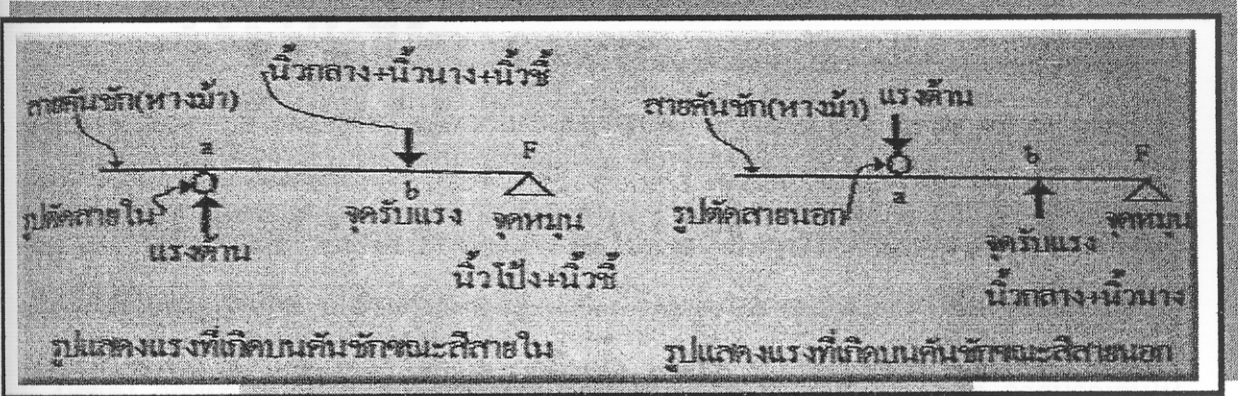 นิ้วกลาง+นิ้วนาง+นิ้วชี้
สายคันชัก(หางม้า)
a
F
b
รูปตัดสายใน
จุดรับแรง
จุดหมุน
แรงต้าน
นิ้วโป้ง+นิ้วชี้
รูปแสดงแรงที่เกิดบนคันชักขณะสีสายใน
สายคันชัก(หางม้า)
แรงต้าน
b
F
a
รูปตัดสายนอก
จุดหมุน
จุดรับแรง
นิ้วกลาง+นิ้วนาง
รูปแสดงแรงที่เกิดบนคันชักขณะสีสายนอก